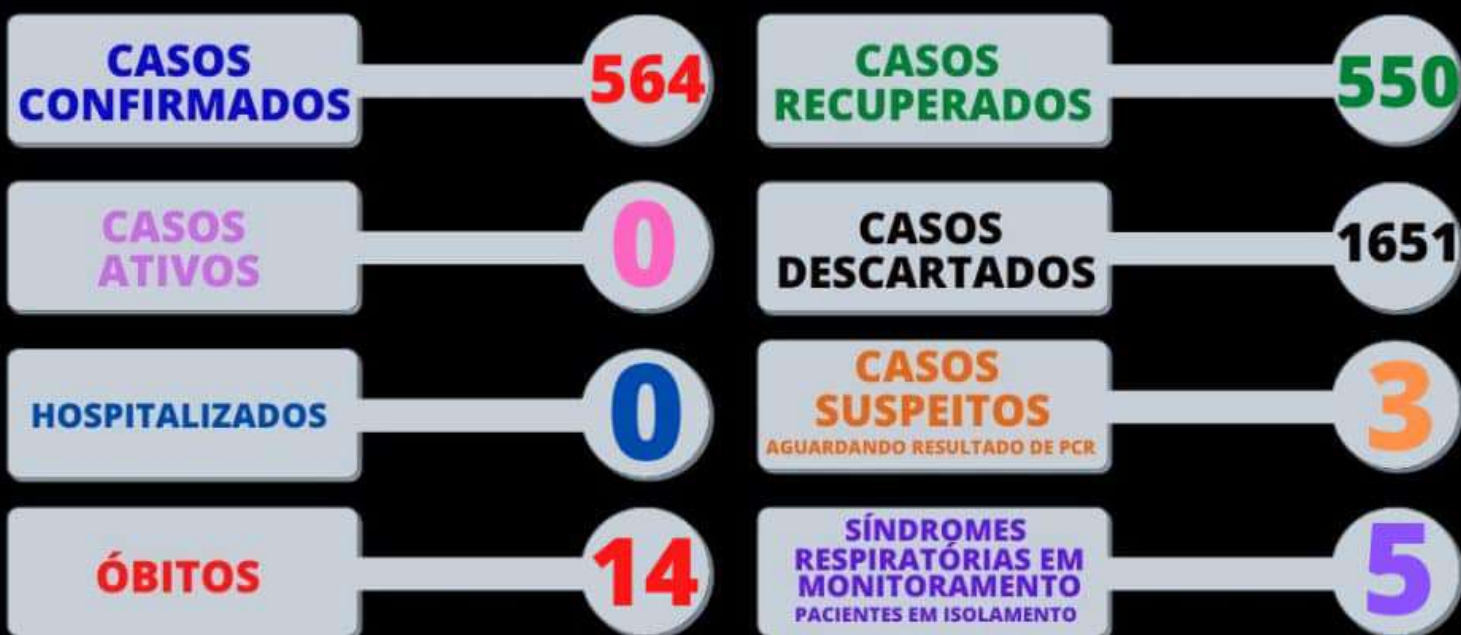 CASOS
CONFIRMADOS
564
CASOS
RECUPERADOS
550
CASOS
ATIVOS
0
CASOS
DESCARTADOS
1651
HOSPITALIZADOS
0
CASOS
SUSPEITOS
AGUARDANDO RESULTADO DE PCR
3
ÓBITOS
14
SÍNDROMES
RESPIRATÓRIAS EM
MONITORAMENTO
PACIENTES EM ISOLAMENTO
5